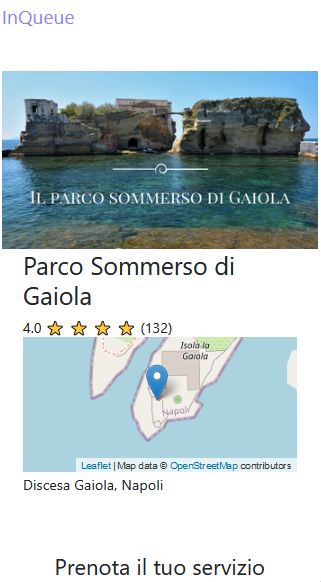 InQueue
IL PARCO SOMMERSO DI GAIOLA
Parco Sommerso di
Gaiola
4.0 (132)
Isola la
Gaiola
Napoli
Leaflet | Map data © OpenStreetMap contributors
Discesa Gaiola, Napoli
Prenota il tuo servizio